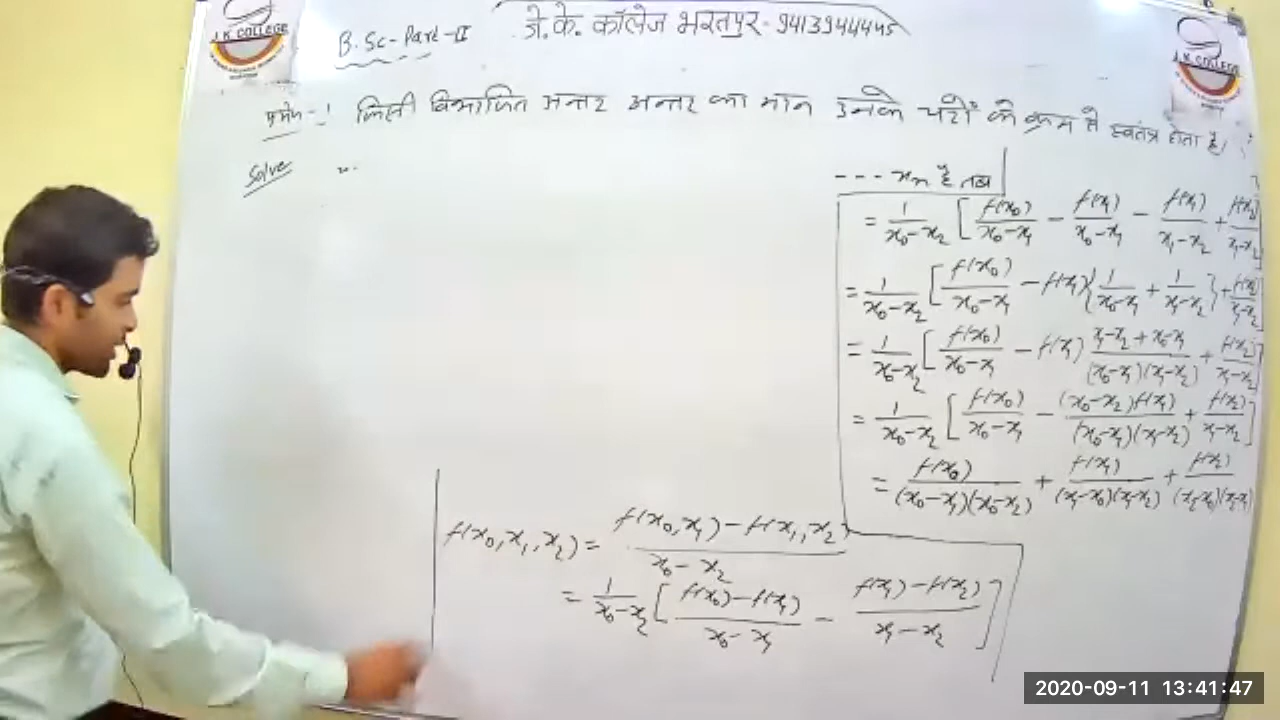 J.K COLLEGE
B.Sc-Part-II
जे.के. कॉलेज भरतपुर-9413944445
J.K COLLEGE
प्रमेय-: किसी विभाजित अन्तर अन्तर का मान उनके चरों के क्रम से स्वतंत्र होता है।
Solve :-
--- xn है तब
= 1/(x0-x2) [ f(x0)/(x0-x1) - f(x1)/(x0-x1) - f(x1)/(x1-x2) + f(x2)/(x1-x2) ]
= 1/(x0-x2) [ f(x0)/(x0-x1) - f(x1) { 1/(x0-x1) + 1/(x1-x2) } + f(x2)/(x1-x2) ]
= 1/(x0-x2) [ f(x0)/(x0-x1) - f(x1) (x1-x2+x0-x1)/((x0-x1)(x1-x2)) + f(x2)/(x1-x2) ]
= 1/(x0-x2) [ f(x0)/(x0-x1) - (x0-x2)f(x1)/((x0-x1)(x1-x2)) + f(x2)/(x1-x2) ]
= f(x0)/((x0-x1)(x0-x2)) + f(x1)/((x1-x0)(x1-x2)) + f(x2)/((x2-x0)(x2-x1))
f(x0,x1,x2) = (f(x0,x1) - f(x1,x2))/(x0-x2)
= 1/(x0-x2) [ (f(x0)-f(x1))/(x0-x1) - (f(x1)-f(x2))/(x1-x2) ]
2020-09-11 13:41:47